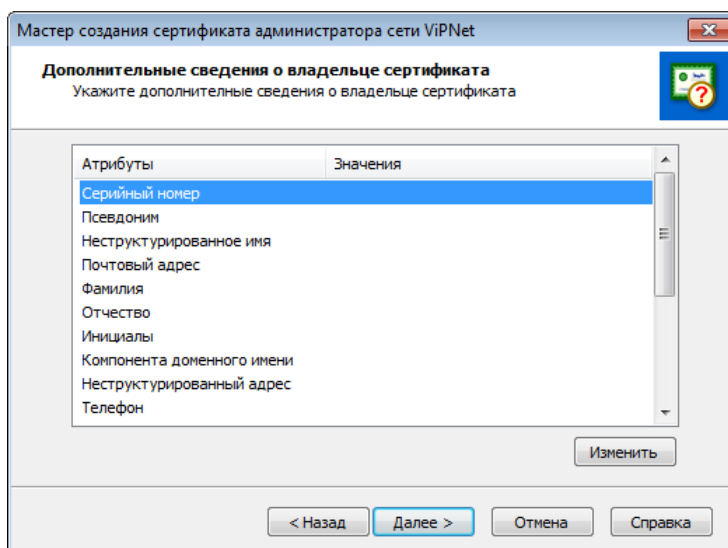 Мастер создания сертификата администратора сети ViPNet
Дополнительные сведения о владельце сертификата
Укажите дополнителные сведения о владельце сертификата
Атрибуты Значения
Серийный номер
Псевдоним
Неструктурированное имя
Почтовый адрес
Фамилия
Отчество
Инициалы
Компонента доменного имени
Неструктурированный адрес
Телефон
Изменить
< Назад Далее > Отмена Справка